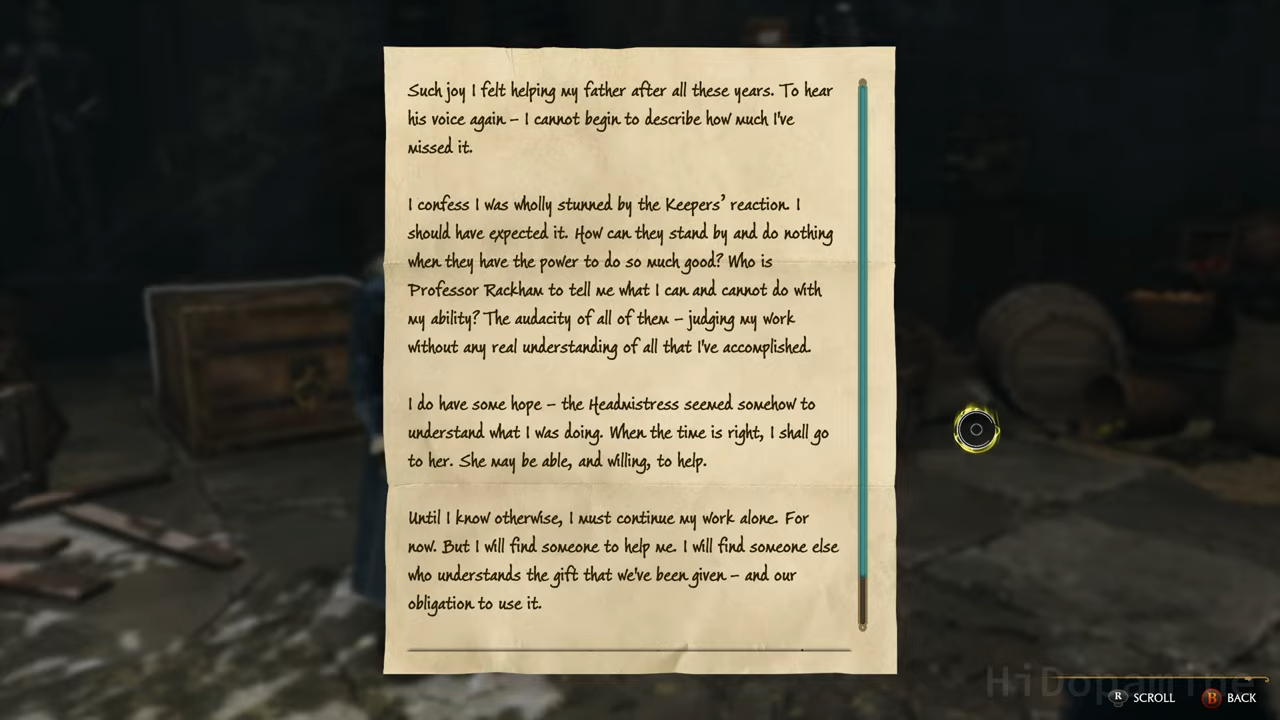 Such joy I felt helping my father after all these years. To hear
his voice again – I cannot begin to describe how much I've
missed it.
I confess I was wholly stunned by the Keepers' reaction. I
should have expected it. How can they stand by and do nothing
when they have the power to do so much good? Who is
Professor Rackham to tell me what I can and cannot do with
my ability? The audacity of all of them – judging my work
without any real understanding of all that I've accomplished.
I do have some hope – the Headmistress seemed somehow to
understand what I was doing. When the time is right, I shall go
to her. She may be able, and willing, to help.
Until I know otherwise, I must continue my work alone. For
now. But I will find someone to help me. I will find someone else
who understands the gift that we've been given – and our
obligation to use it.
HiDopamine
R SCROLL B BACK